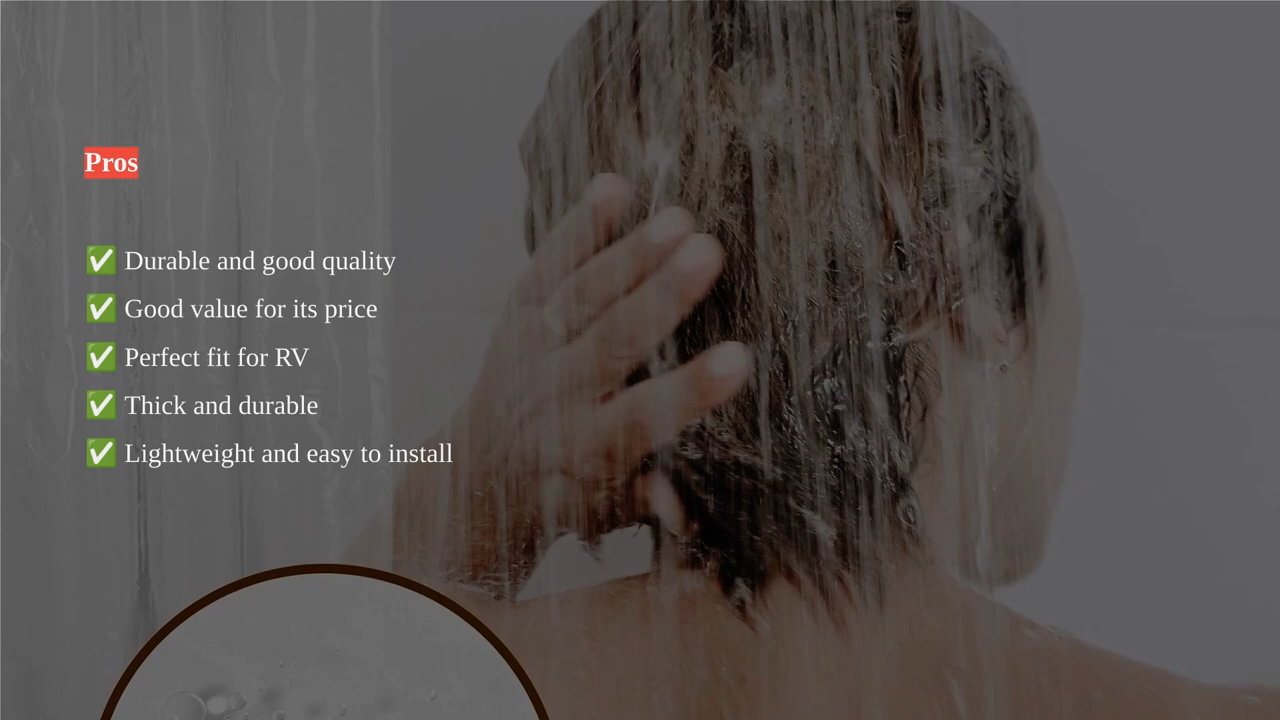 Pros
✅ Durable and good quality
✅ Good value for its price
✅ Perfect fit for RV
✅ Thick and durable
✅ Lightweight and easy to install